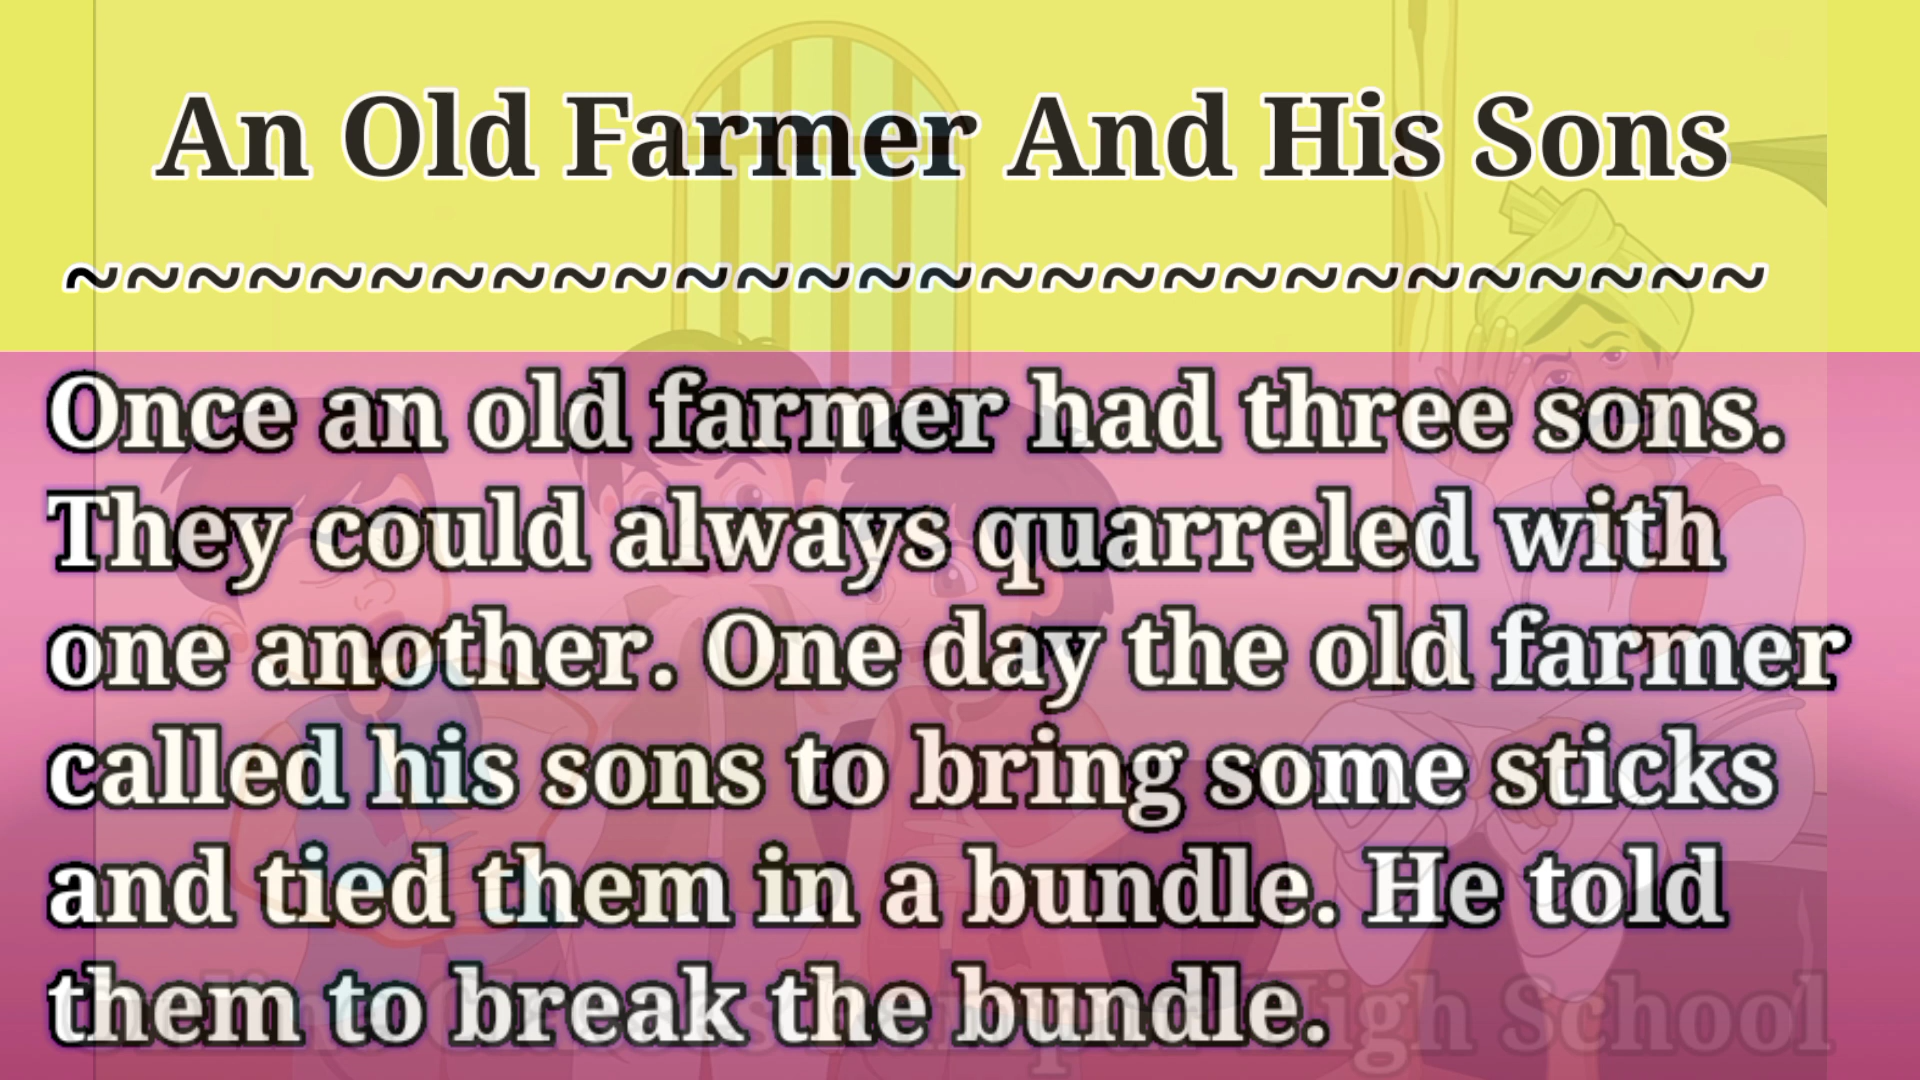 An Old Farmer And His Sons
~~~~~~~~~~~~~~~~~~~~~~~~~~~~
Once an old farmer had three sons.
They could always quarreled with
one another. One day the old farmer
called his sons to bring some sticks
and tied them in a bundle. He told
them to break the bundle.
High School